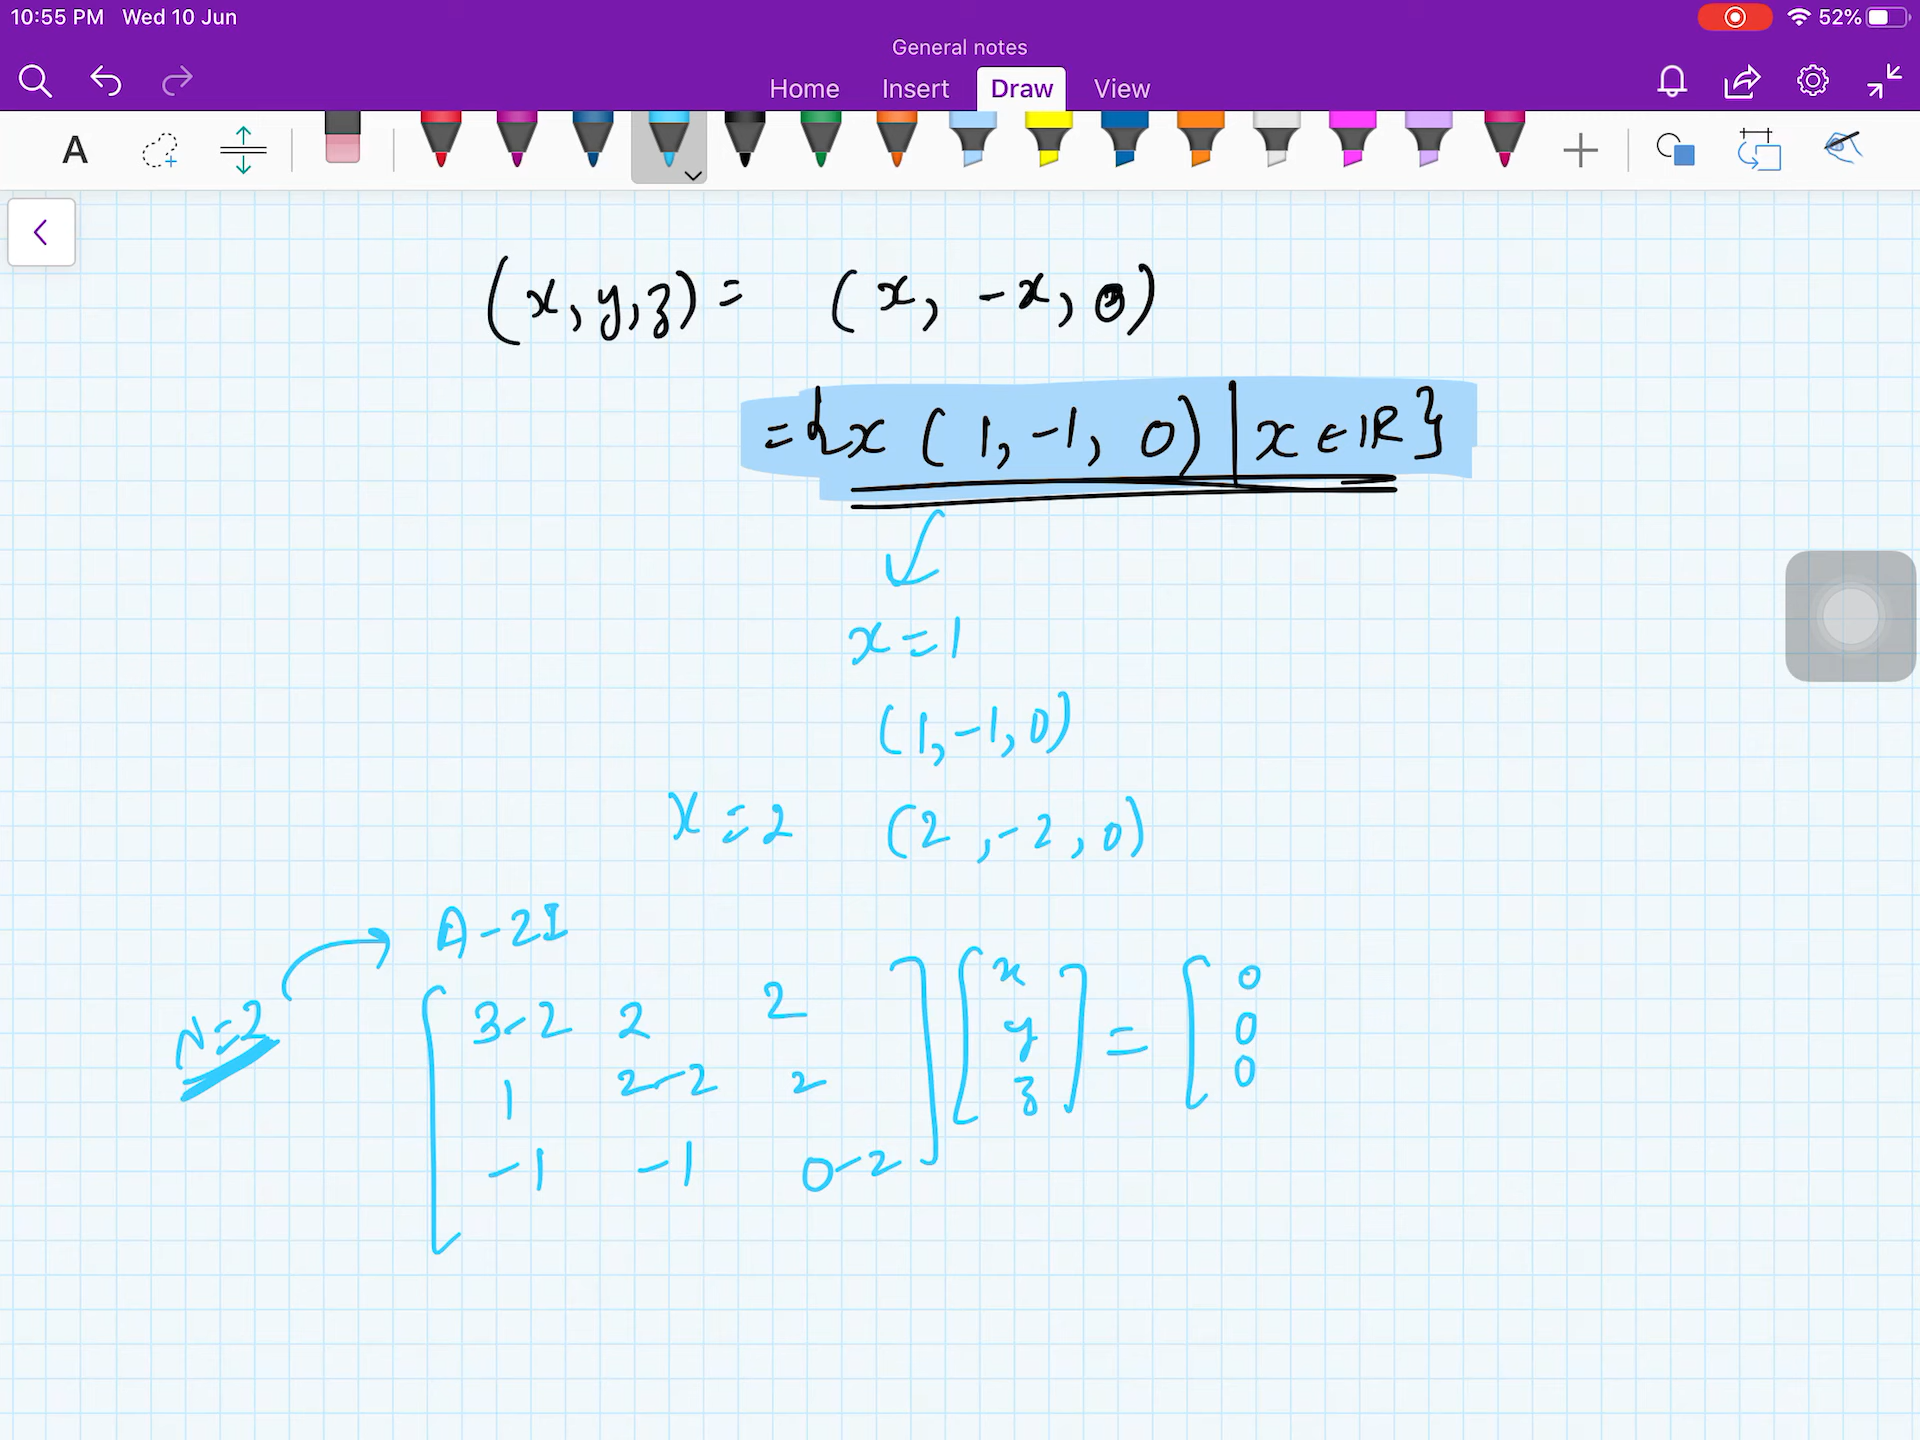 10:55 PM Wed 10 Jun 52%
General notes
Home Insert Draw View
A
(x, y, z) = (x, -x, 0)
= {x (1, -1, 0) | x ∈ IR}
x = 1
(1, -1, 0)
x = 2 (2, -2, 0)
A - 2I
λ = 2
[3-2 2 2] [x] = [0
1 2-2 2 y 0
-1 -1 0-2 z 0